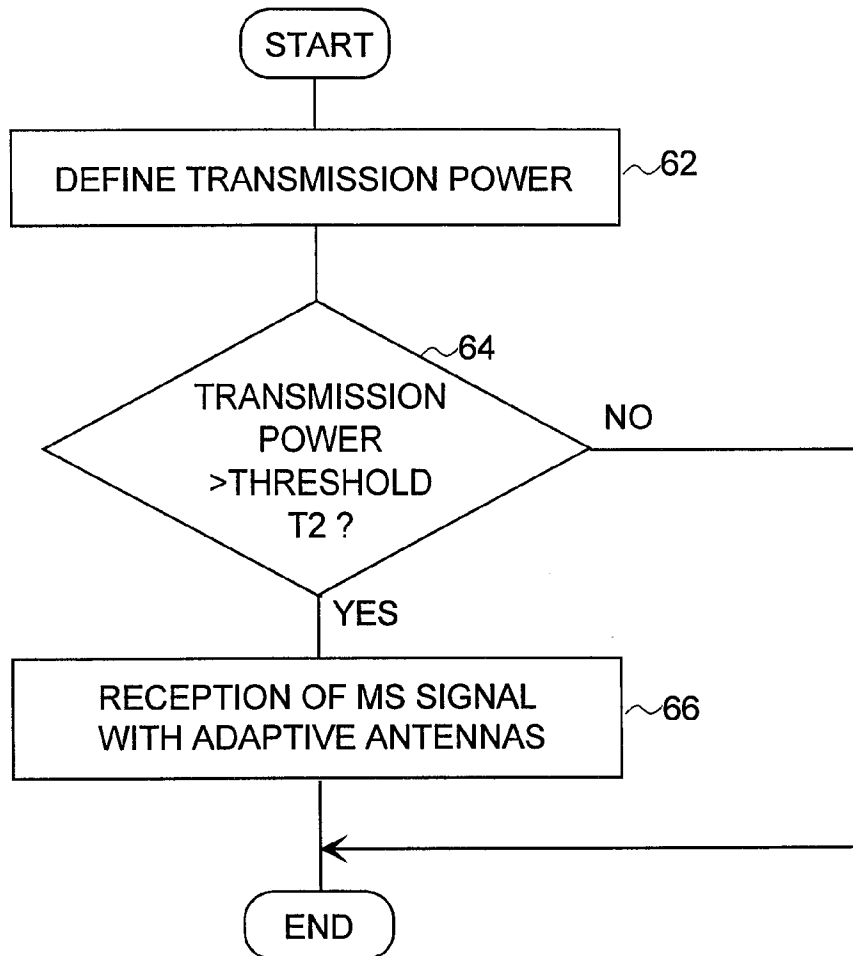 START
DEFINE TRANSMISSION POWER
62
64
TRANSMISSION
POWER
>THRESHOLD
T2 ?
NO
YES
RECEPTION OF MS SIGNAL
WITH ADAPTIVE ANTENNAS
66
END